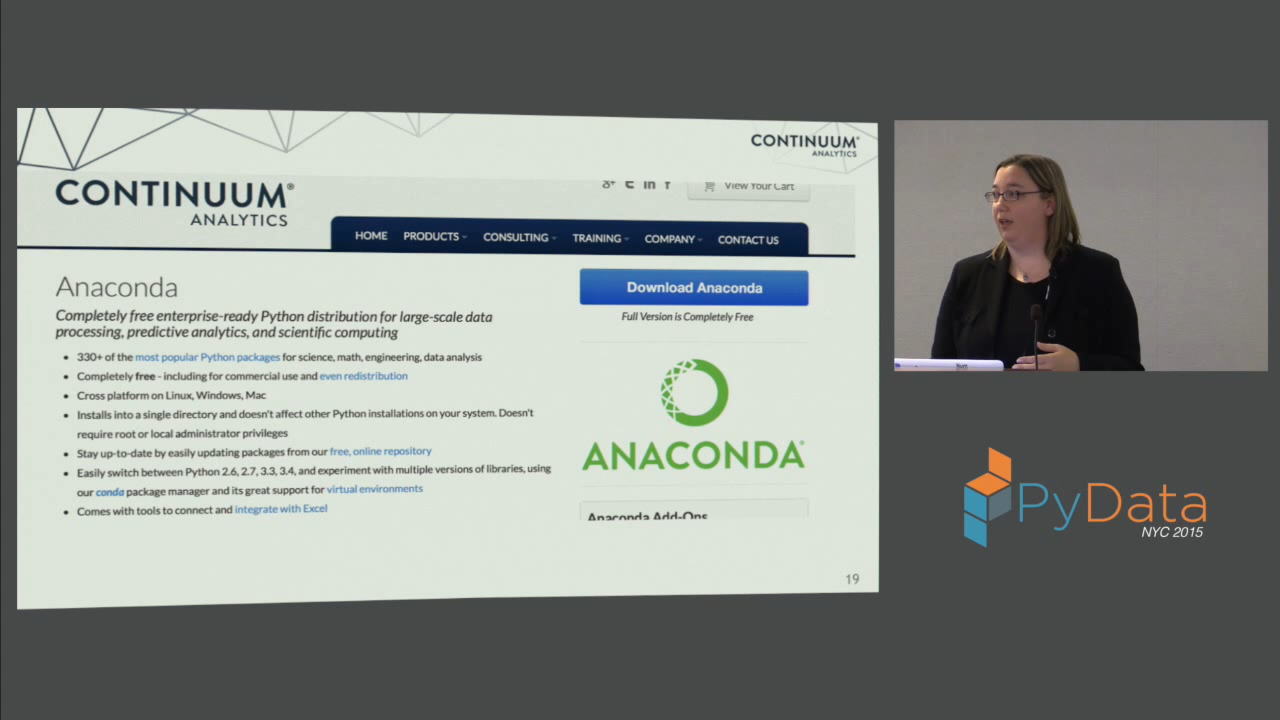 CONTINUUM®
ANALYTICS
CONTINUUM®
ANALYTICS
View Your Cart
HOME PRODUCTS CONSULTING TRAINING COMPANY CONTACT US
Anaconda
Completely free enterprise-ready Python distribution for large-scale data
processing, predictive analytics, and scientific computing
• 330+ of the most popular Python packages for science, math, engineering, data analysis
• Completely free - including for commercial use and even redistribution
• Cross platform on Linux, Windows, Mac
• Installs into a single directory and doesn't affect other Python installations on your system. Doesn't
require root or local administrator privileges
• Stay up-to-date by easily updating packages from our free, online repository
• Easily switch between Python 2.6, 2.7, 3.3, 3.4, and experiment with multiple versions of libraries, using
our conda package manager and its great support for virtual environments
• Comes with tools to connect and integrate with Excel
Download Anaconda
Full Version is Completely Free
ANACONDA®
Anaconda Add-Ons
19
PyData
NYC 2015